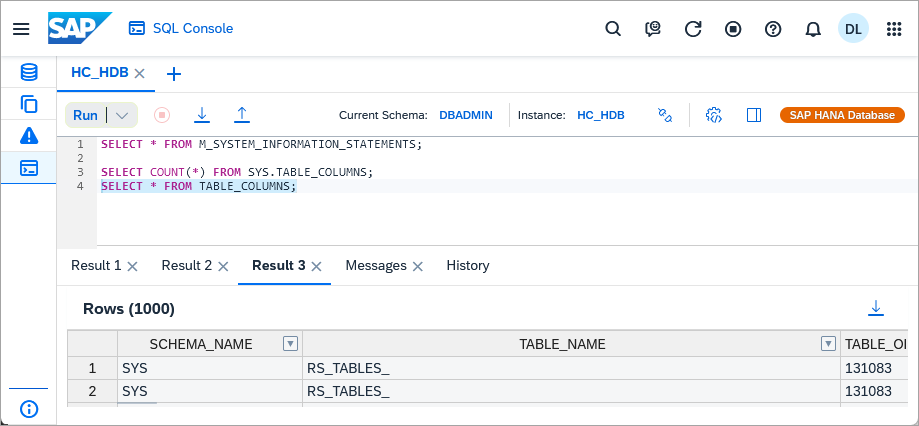 SAP SQL Console DL
HC_HDB
Run Current Schema: DBADMIN Instance: HC_HDB SAP HANA Database
1 SELECT * FROM M_SYSTEM_INFORMATION_STATEMENTS;
2
3 SELECT COUNT(*) FROM SYS.TABLE_COLUMNS;
4 SELECT * FROM TABLE_COLUMNS;
Result 1 Result 2 Result 3 Messages History
Rows (1000)
SCHEMA_NAME TABLE_NAME TABLE_OI
1 SYS RS_TABLES_ 131083
2 SYS RS_TABLES_ 131083